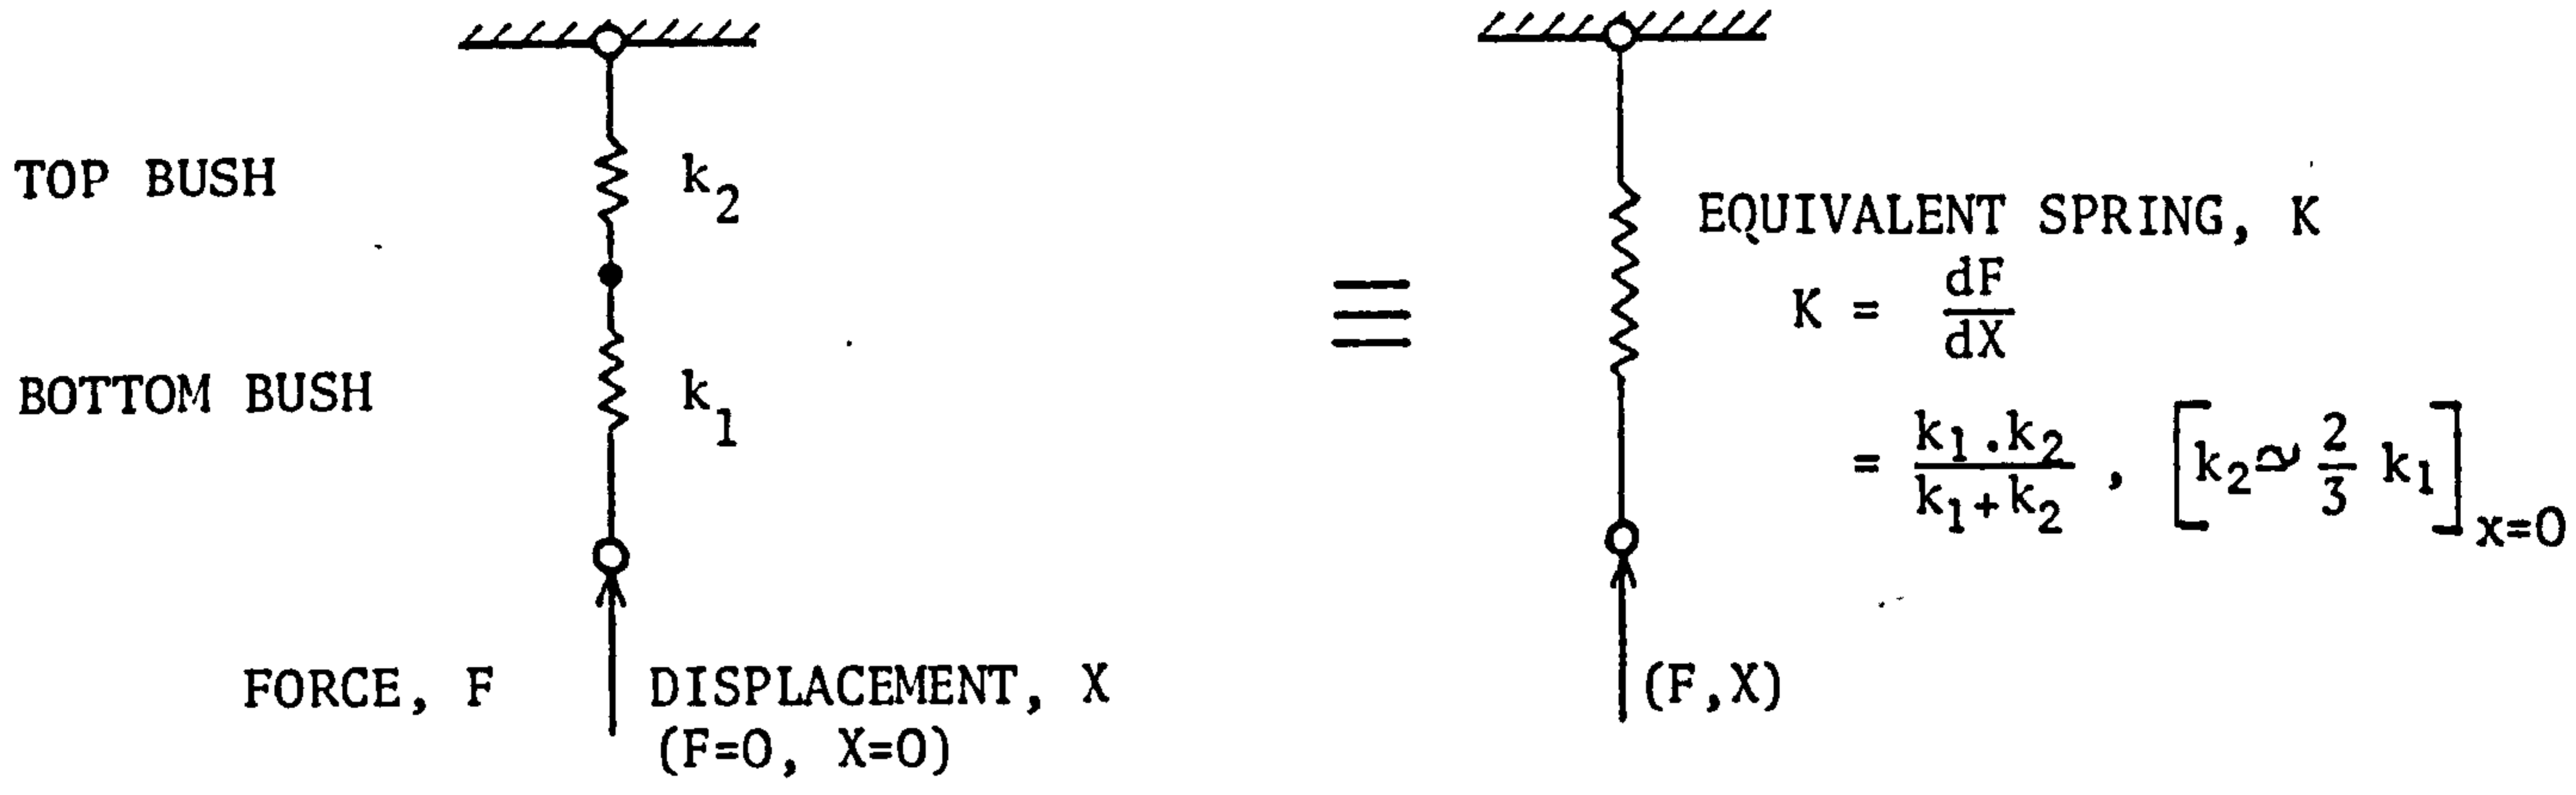 TOP BUSH
k₂
BOTTOM BUSH
k₁
FORCE, F
DISPLACEMENT, X
(F=0, X=0)
≡
EQUIVALENT SPRING, K
K = dF/dX
= k₁.k₂/k₁+k₂ , [k₂≃ 2/3 k₁]x=0
(F,X)